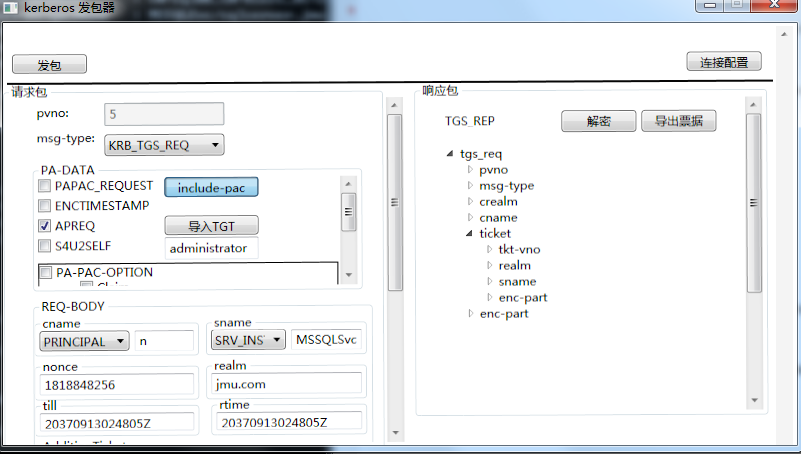 kerberos 发包器
发包
连接配置
请求包
pvno:
5
msg-type:
KRB_TGS_REQ
PA-DATA
PAPAC_REQUEST
include-pac
ENCTIMESTAMP
APREQ
导入TGT
S4U2SELF
administrator
PA-PAC-OPTION
REQ-BODY
cname
PRINCIPAL
n
sname
SRV_INS
MSSQLSvc
nonce
1818848256
realm
jmu.com
till
20370913024805Z
rtime
20370913024805Z
响应包
TGS_REP
解密
导出票据
tgs_req
pvno
msg-type
crealm
cname
ticket
tkt-vno
realm
sname
enc-part
enc-part